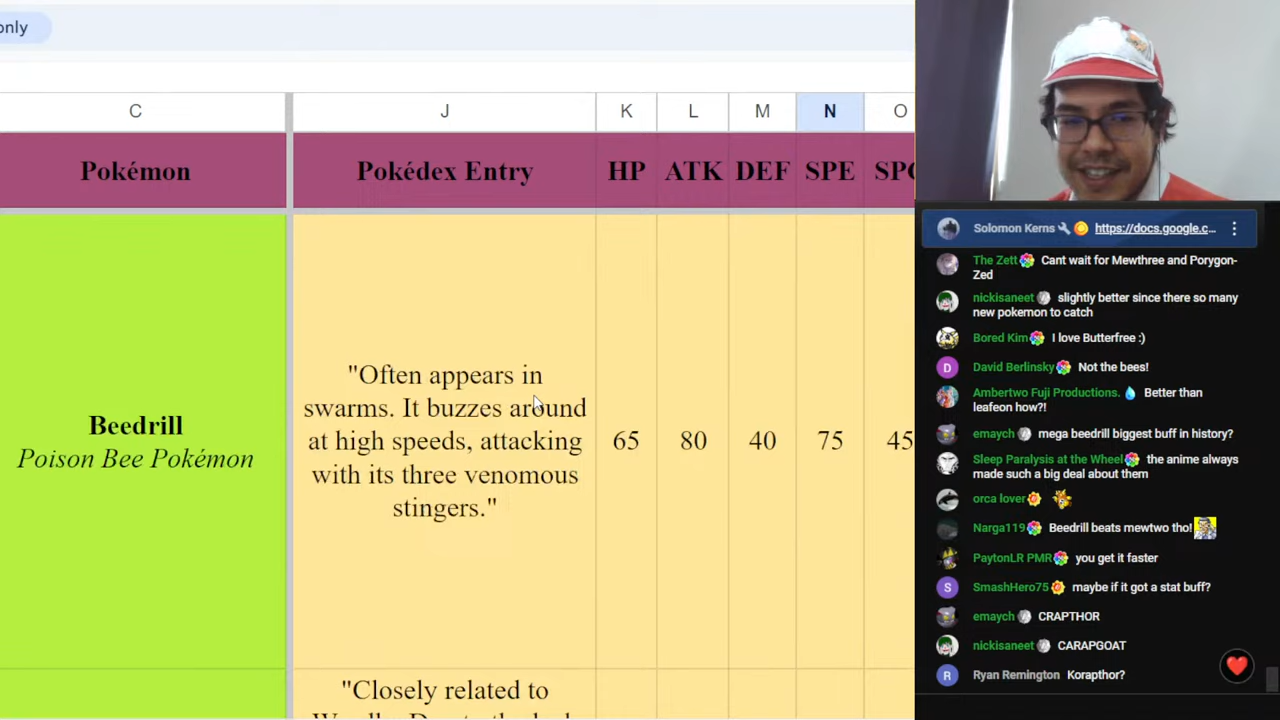 only
C
J
K
L
M
N
O
Pokémon
Pokédex Entry
HP
ATK
DEF
SPE
SPC
Beedrill
Poison Bee Pokémon
"Often appears in
swarms. It buzzes around
at high speeds, attacking
with its three venomous
stingers."
65
80
40
75
45
"Closely related to
Solomon Kerns https://docs.google.c...
The Zett Cant wait for Mewthree and Porygon-
Zed
nickisaneet slightly better since there so many
new pokemon to catch
Bored Kim I love Butterfree :)
David Berlinsky Not the bees!
Ambertwo Fuji Productions. Better than
leafeon how?!
emaych mega beedrill biggest buff in history?
Sleep Paralysis at the Wheel the anime always
made such a big deal about them
orca lover
Narga119 Beedrill beats mewtwo tho!
PaytonLR PMR you get it faster
SmashHero75 maybe if it got a stat buff?
emaych CRAPTHOR
nickisaneet CARAPGOAT
Ryan Remington Korapthor?